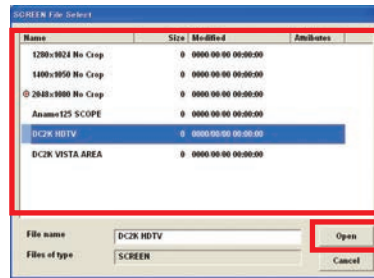 SCREEN File Select
Name Size Modified Attributes
1280x1024 No Crop 0 0000/00/00 00:00:00
1400x1050 No Crop 0 0000/00/00 00:00:00
2048x1080 No Crop 0 0000/00/00 00:00:00
Anamo125 SCOPE 0 0000/00/00 00:00:00
DC2K HDTV 0 0000/00/00 00:00:00
DC2K VISTA AREA 0 0000/00/00 00:00:00
File name DC2K HDTV Open
Files of type SCREEN Cancel